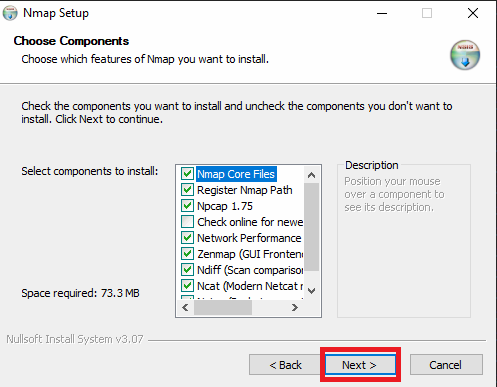 Nmap Setup
Choose Components
Choose which features of Nmap you want to install.
Check the components you want to install and uncheck the components you don't want to
install. Click Next to continue.
Select components to install:
Nmap Core Files
Register Nmap Path
Npcap 1.75
Check online for newe
Network Performance
Zenmap (GUI Frontend
Ndiff (Scan comparison
Ncat (Modern Netcat r
Description
Position your mouse
over a component to
see its description.
Space required: 73.3 MB
Nullsoft Install System v3.07
< Back
Next >
Cancel